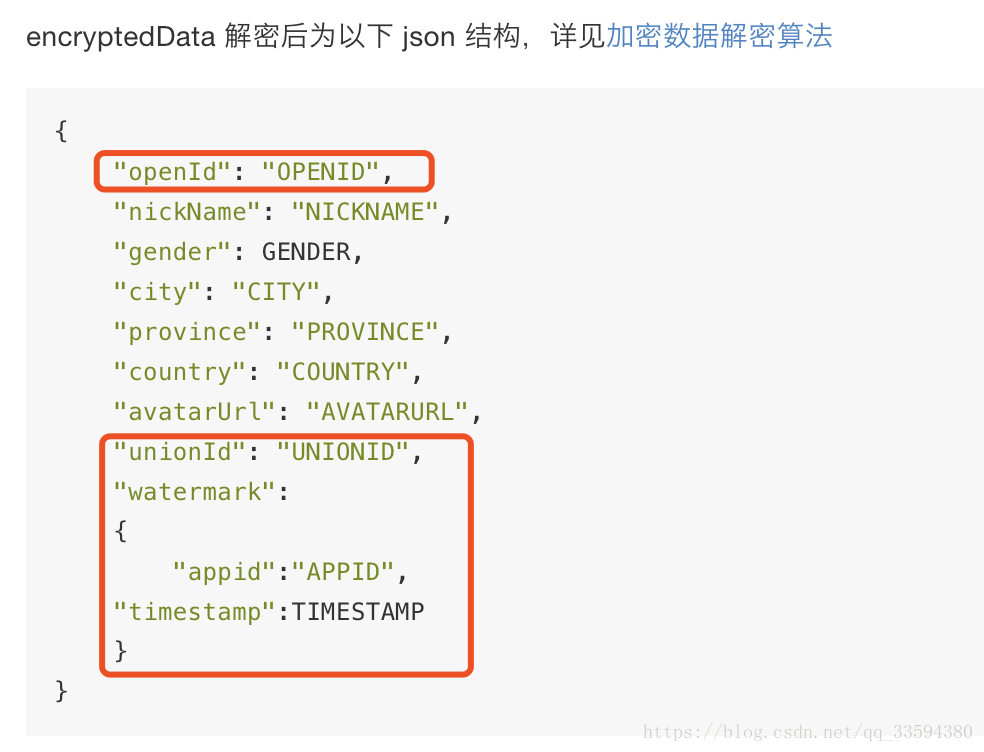 encryptedData 解密后为以下 json 结构，详见加密数据解密算法
{
"openId": "OPENID",
"nickName": "NICKNAME",
"gender": GENDER,
"city": "CITY",
"province": "PROVINCE",
"country": "COUNTRY",
"avatarUrl": "AVATARURL",
"unionId": "UNIONID",
"watermark":
{
"appid":"APPID",
"timestamp":TIMESTAMP
}
}
https://blog.csdn.net/qq_33594380